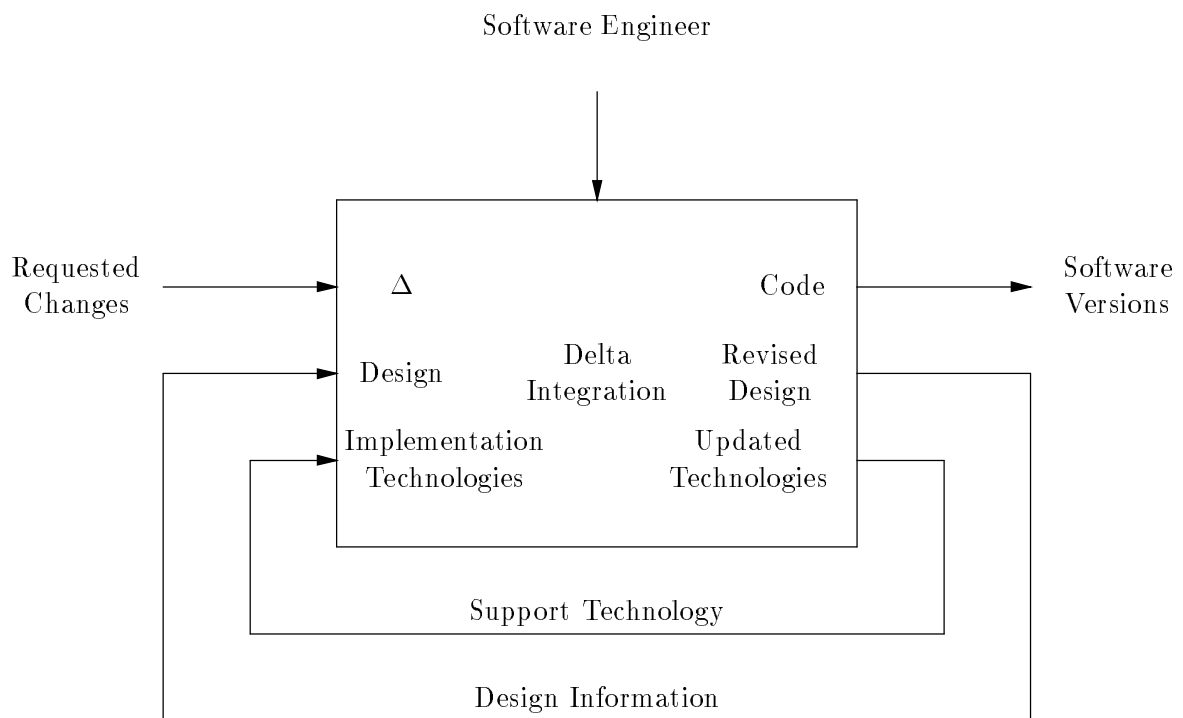 Software Engineer
Requested
Changes
Δ
Code
Software
Versions
Design
Delta
Integration
Revised
Design
Implementation
Technologies
Updated
Technologies
Support Technology
Design Information